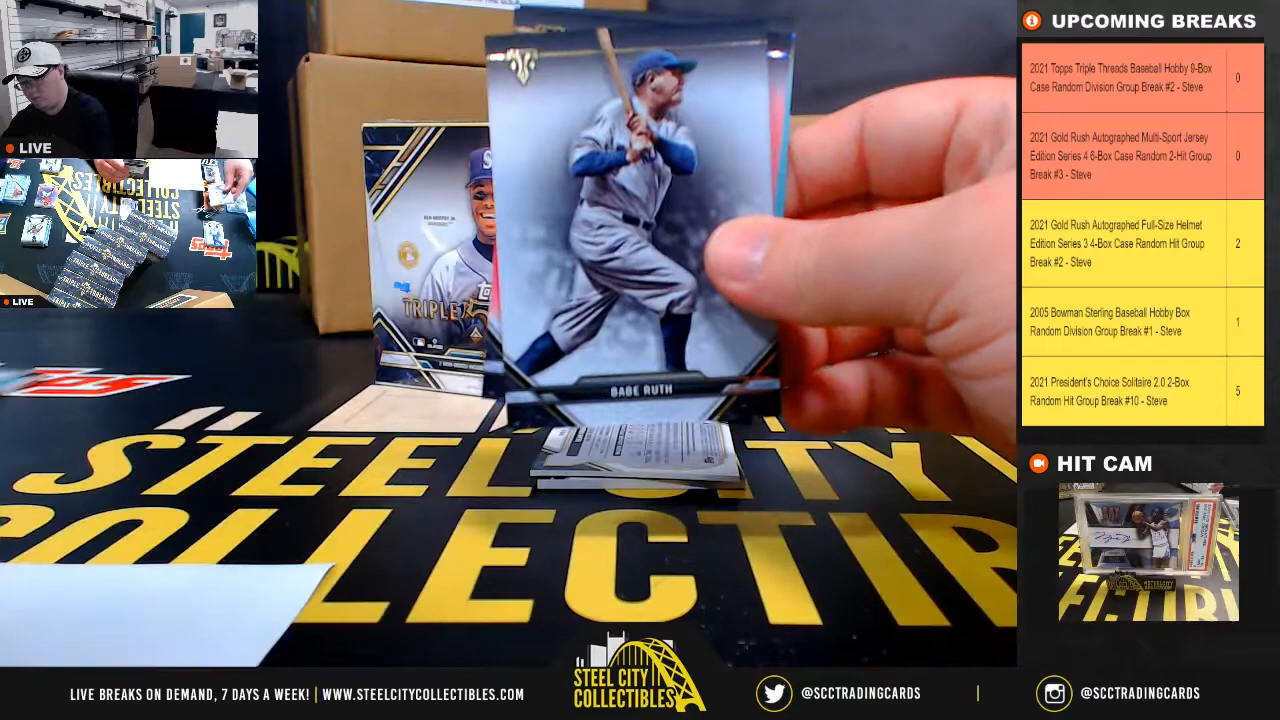 UPCOMING BREAKS
2021 Topps Triple Threads Baseball Hobby 9-Box
Case Random Division Group Break #2 - Steve
0
2021 Gold Rush Autographed Multi-Sport Jersey
Edition Series 4 6-Box Case Random 2-Hit Group
Break #3 - Steve
0
2021 Gold Rush Autographed Full-Size Helmet
Edition Series 3 4-Box Case Random Hit Group
Break #2 - Steve
2
2005 Bowman Sterling Baseball Hobby Box
Random Division Group Break #1 - Steve
1
2021 President's Choice Solitaire 2.0 2-Box
Random Hit Group Break #10 - Steve
5
HIT CAM
LIVE
LIVE
KEN GRIFFEY JR.
TRIPLE
BABE RUTH
STEEL CITY
COLLECTIB
LIVE BREAKS ON DEMAND, 7 DAYS A WEEK! | WWW.STEELCITYCOLLECTIBLES.COM
STEEL CITY
COLLECTIBLES
@SCCTRADINGCARDS
@SCCTRADINGCARDS